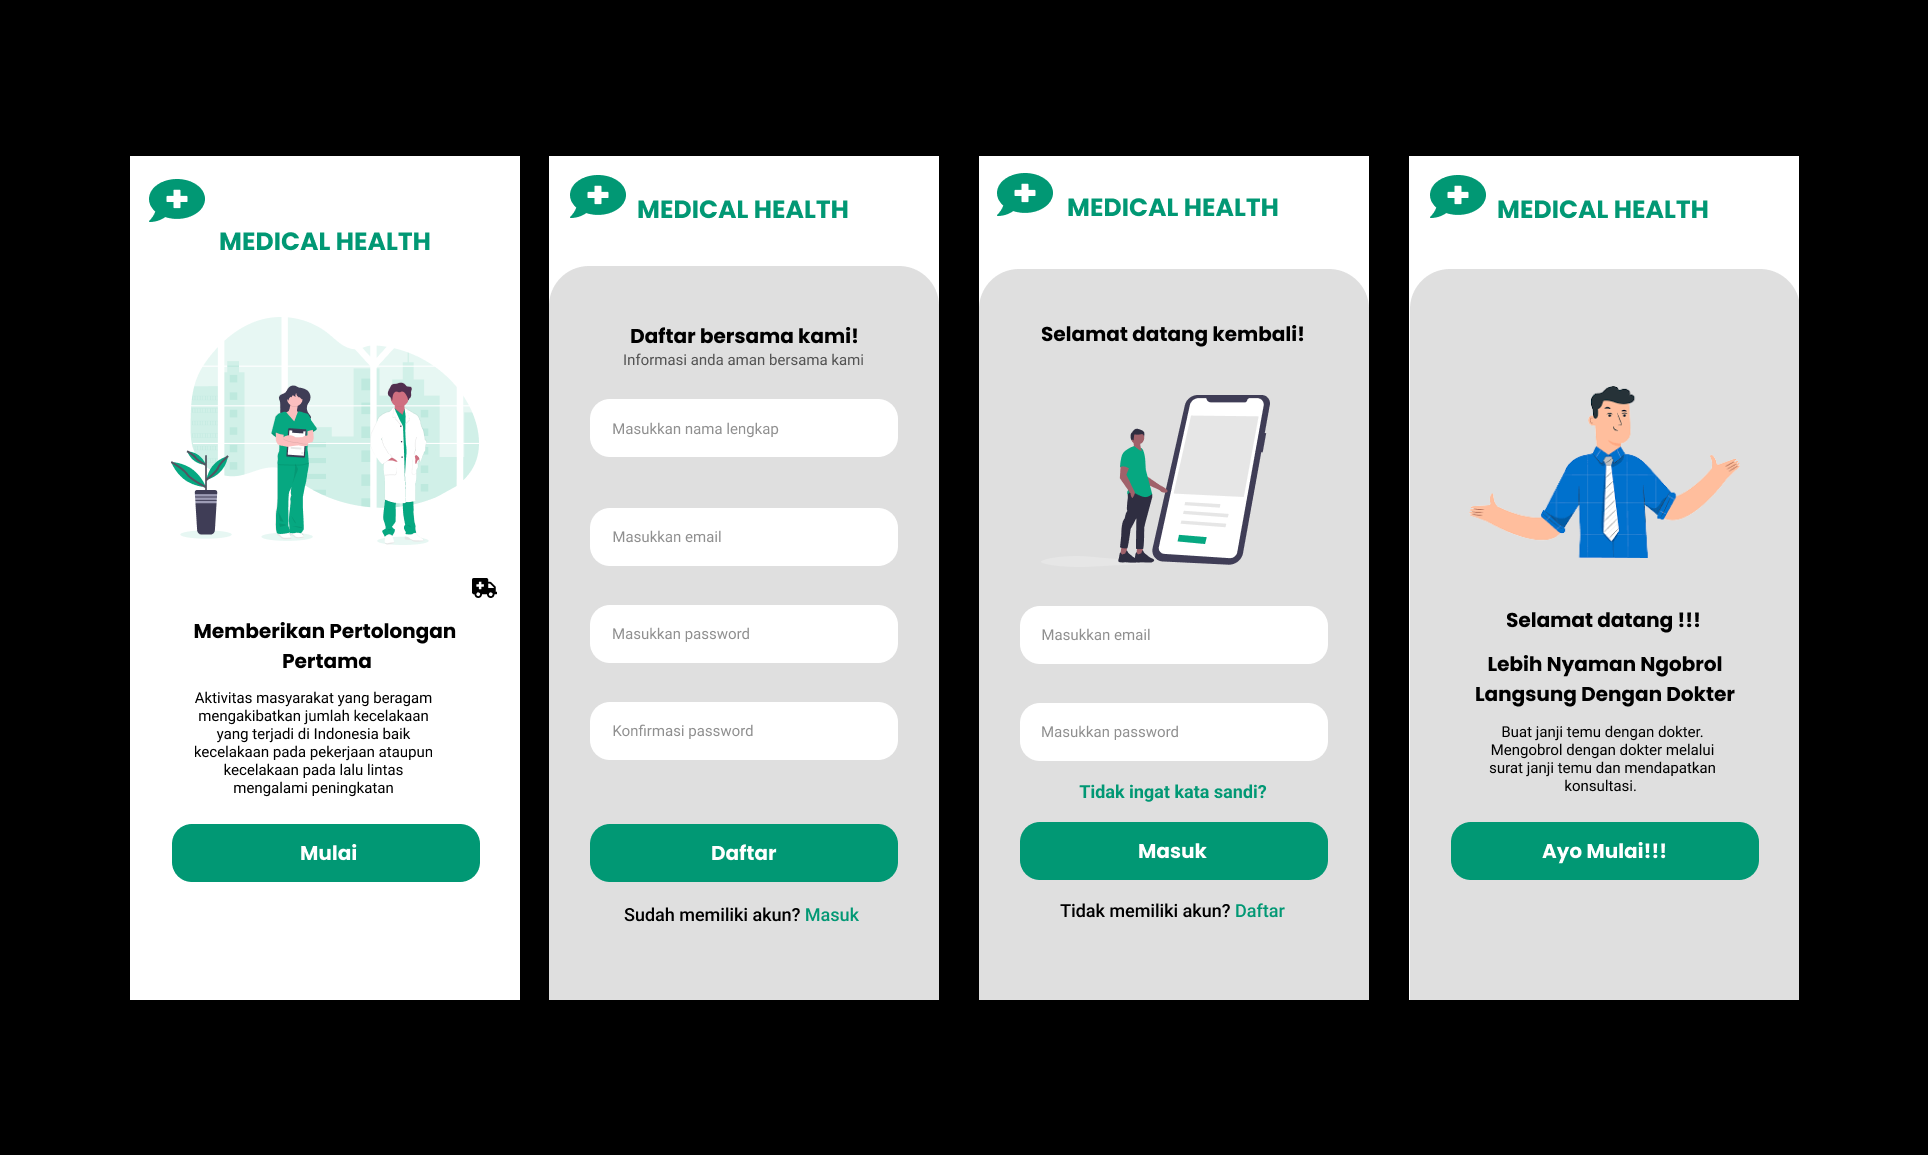 MEDICAL HEALTH
Memberikan Pertolongan
Pertama
Aktivitas masyarakat yang beragam
mengakibatkan jumlah kecelakaan
yang terjadi di Indonesia baik
kecelakaan pada pekerjaan ataupun
kecelakaan pada lalu lintas
mengalami peningkatan
Mulai
MEDICAL HEALTH
Daftar bersama kami!
Informasi anda aman bersama kami
Masukkan nama lengkap
Masukkan email
Masukkan password
Konfirmasi password
Daftar
Sudah memiliki akun? Masuk
MEDICAL HEALTH
Selamat datang kembali!
Masukkan email
Masukkan password
Tidak ingat kata sandi?
Masuk
Tidak memiliki akun? Daftar
MEDICAL HEALTH
Selamat datang !!!
Lebih Nyaman Ngobrol
Langsung Dengan Dokter
Buat janji temu dengan dokter.
Mengobrol dengan dokter melalui
surat janji temu dan mendapatkan
konsultasi.
Ayo Mulai!!!